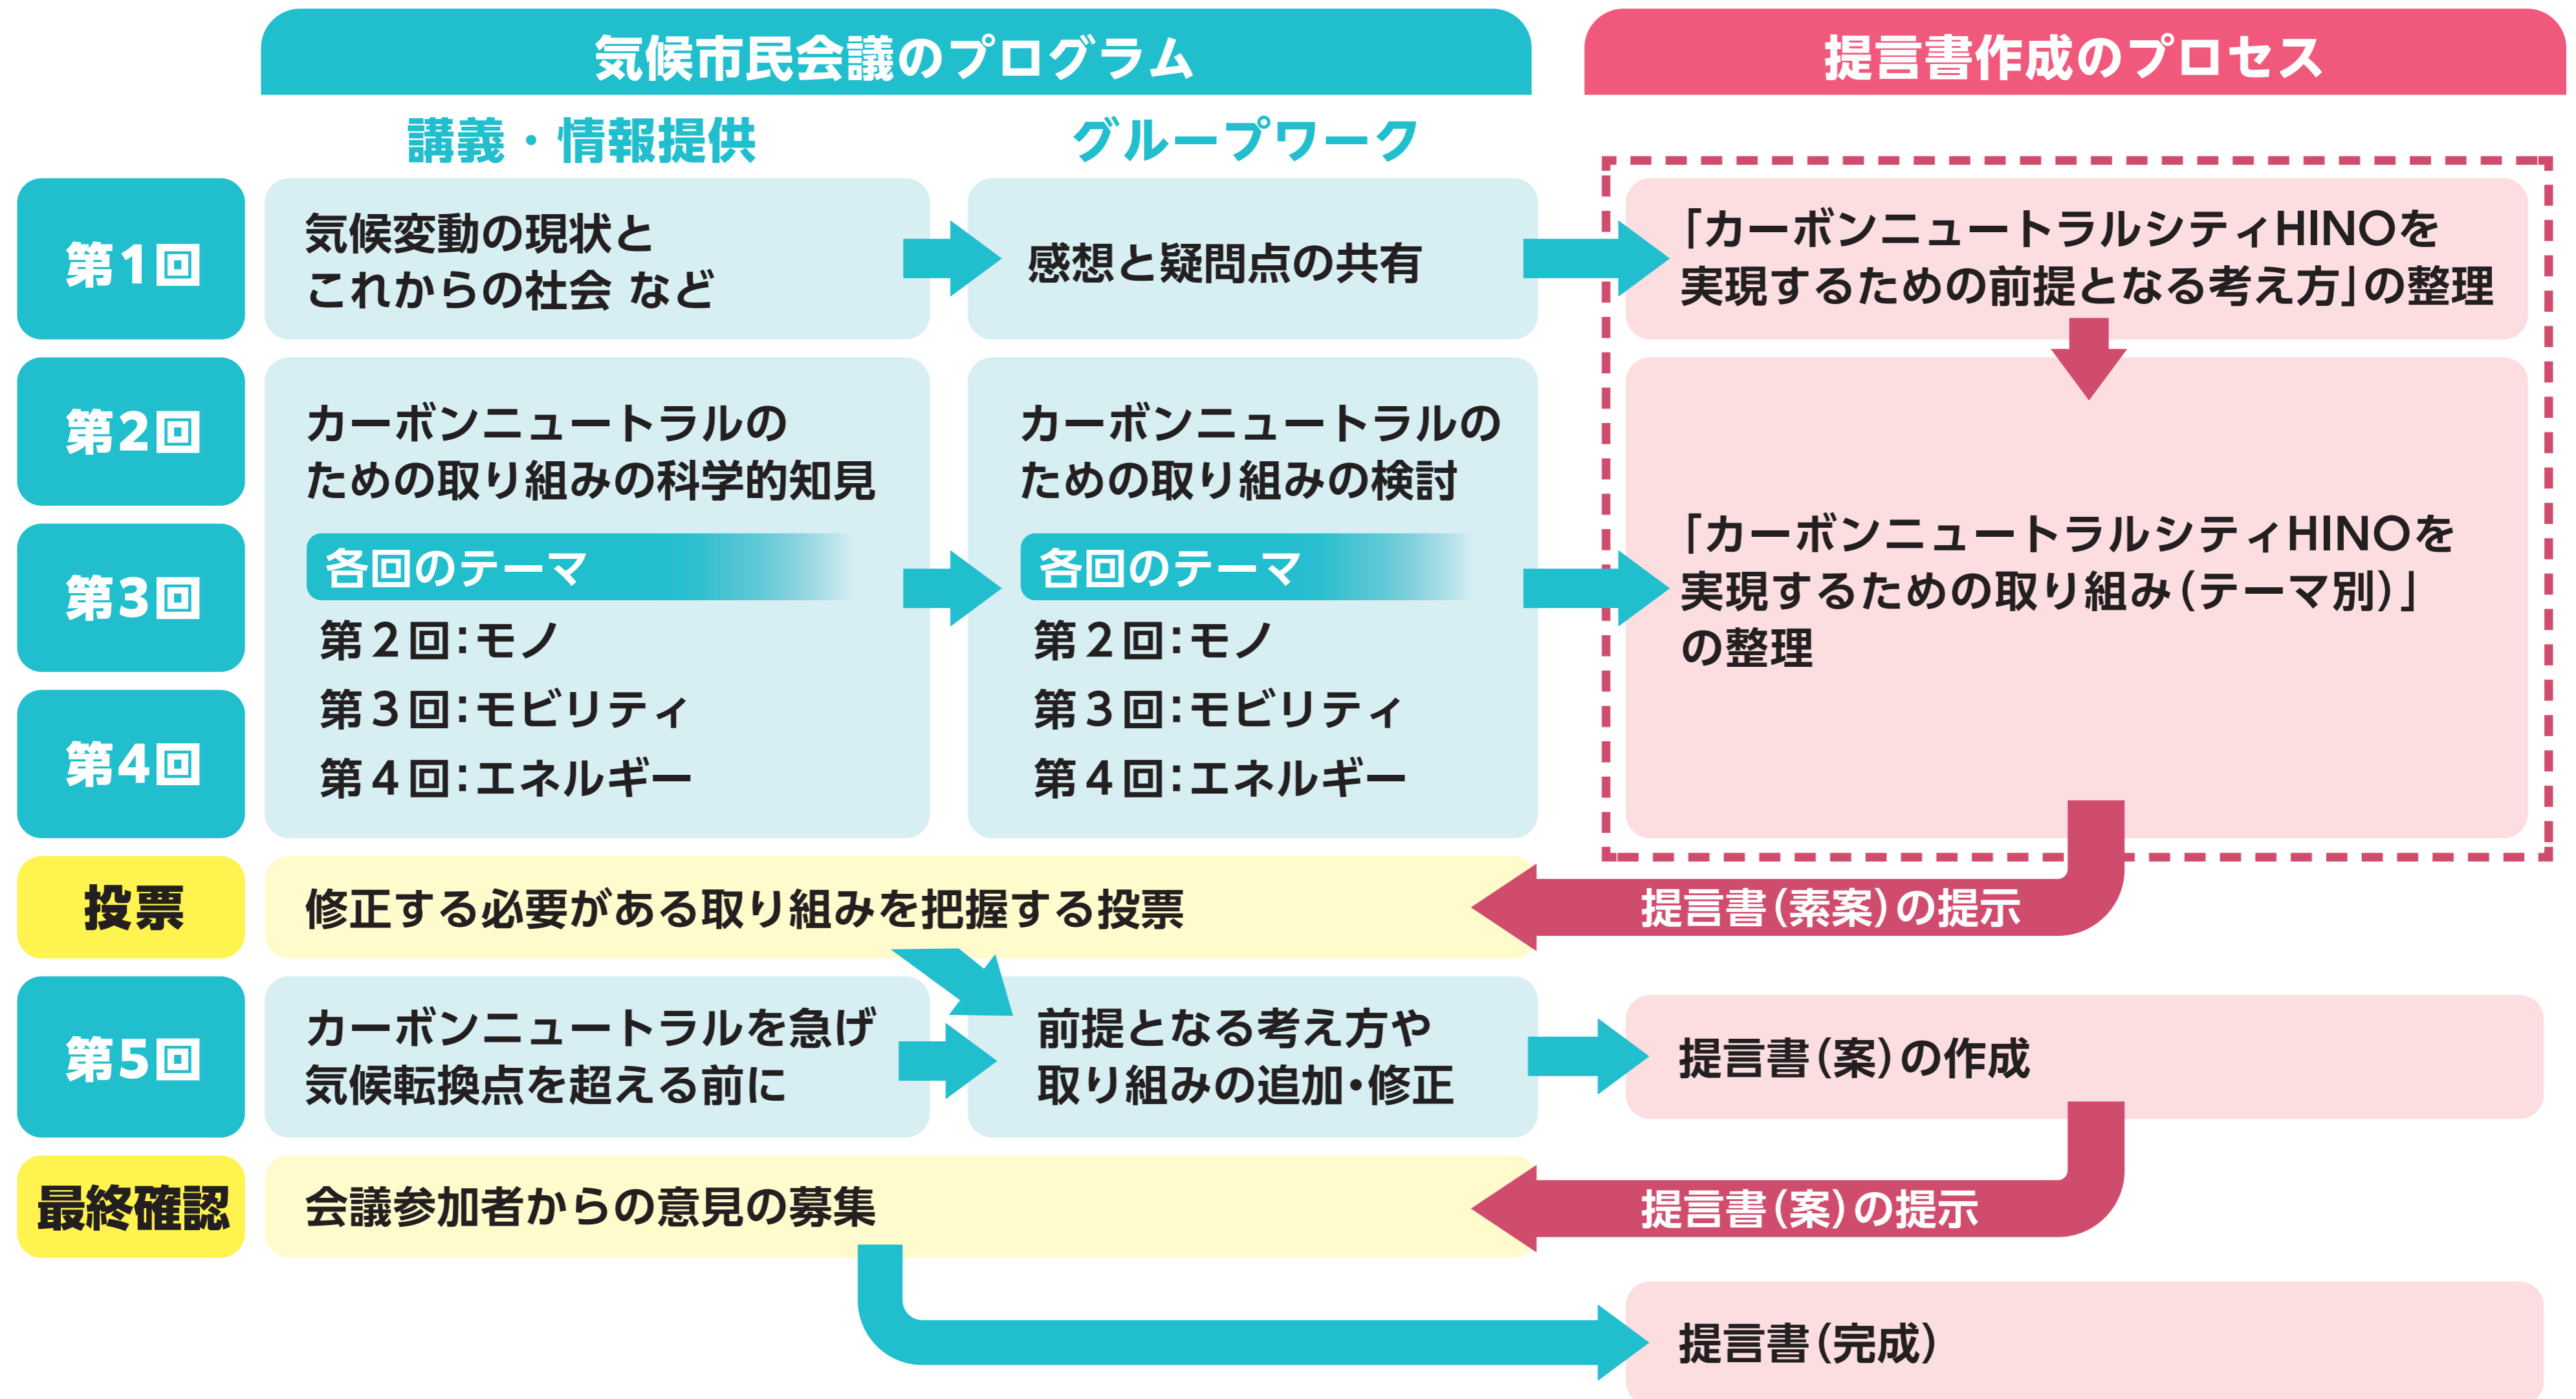 気候市民会議のプログラム
提言書作成のプロセス
講義・情報提供
グループワーク
第1回
気候変動の現状と
これからの社会 など
感想と疑問点の共有
「カーボンニュートラルシティHINOを
実現するための前提となる考え方」の整理
第2回
第3回
第4回
カーボンニュートラルの
ための取り組みの科学的知見
各回のテーマ
第2回：モノ
第3回：モビリティ
第4回：エネルギー
カーボンニュートラルの
ための取り組みの検討
各回のテーマ
第2回：モノ
第3回：モビリティ
第4回：エネルギー
「カーボンニュートラルシティHINOを
実現するための取り組み（テーマ別）」
の整理
投票
修正する必要がある取り組みを把握する投票
提言書（素案）の提示
第5回
カーボンニュートラルを急げ
気候転換点を超える前に
前提となる考え方や
取り組みの追加・修正
提言書（案）の作成
最終確認
会議参加者からの意見の募集
提言書（案）の提示
提言書（完成）